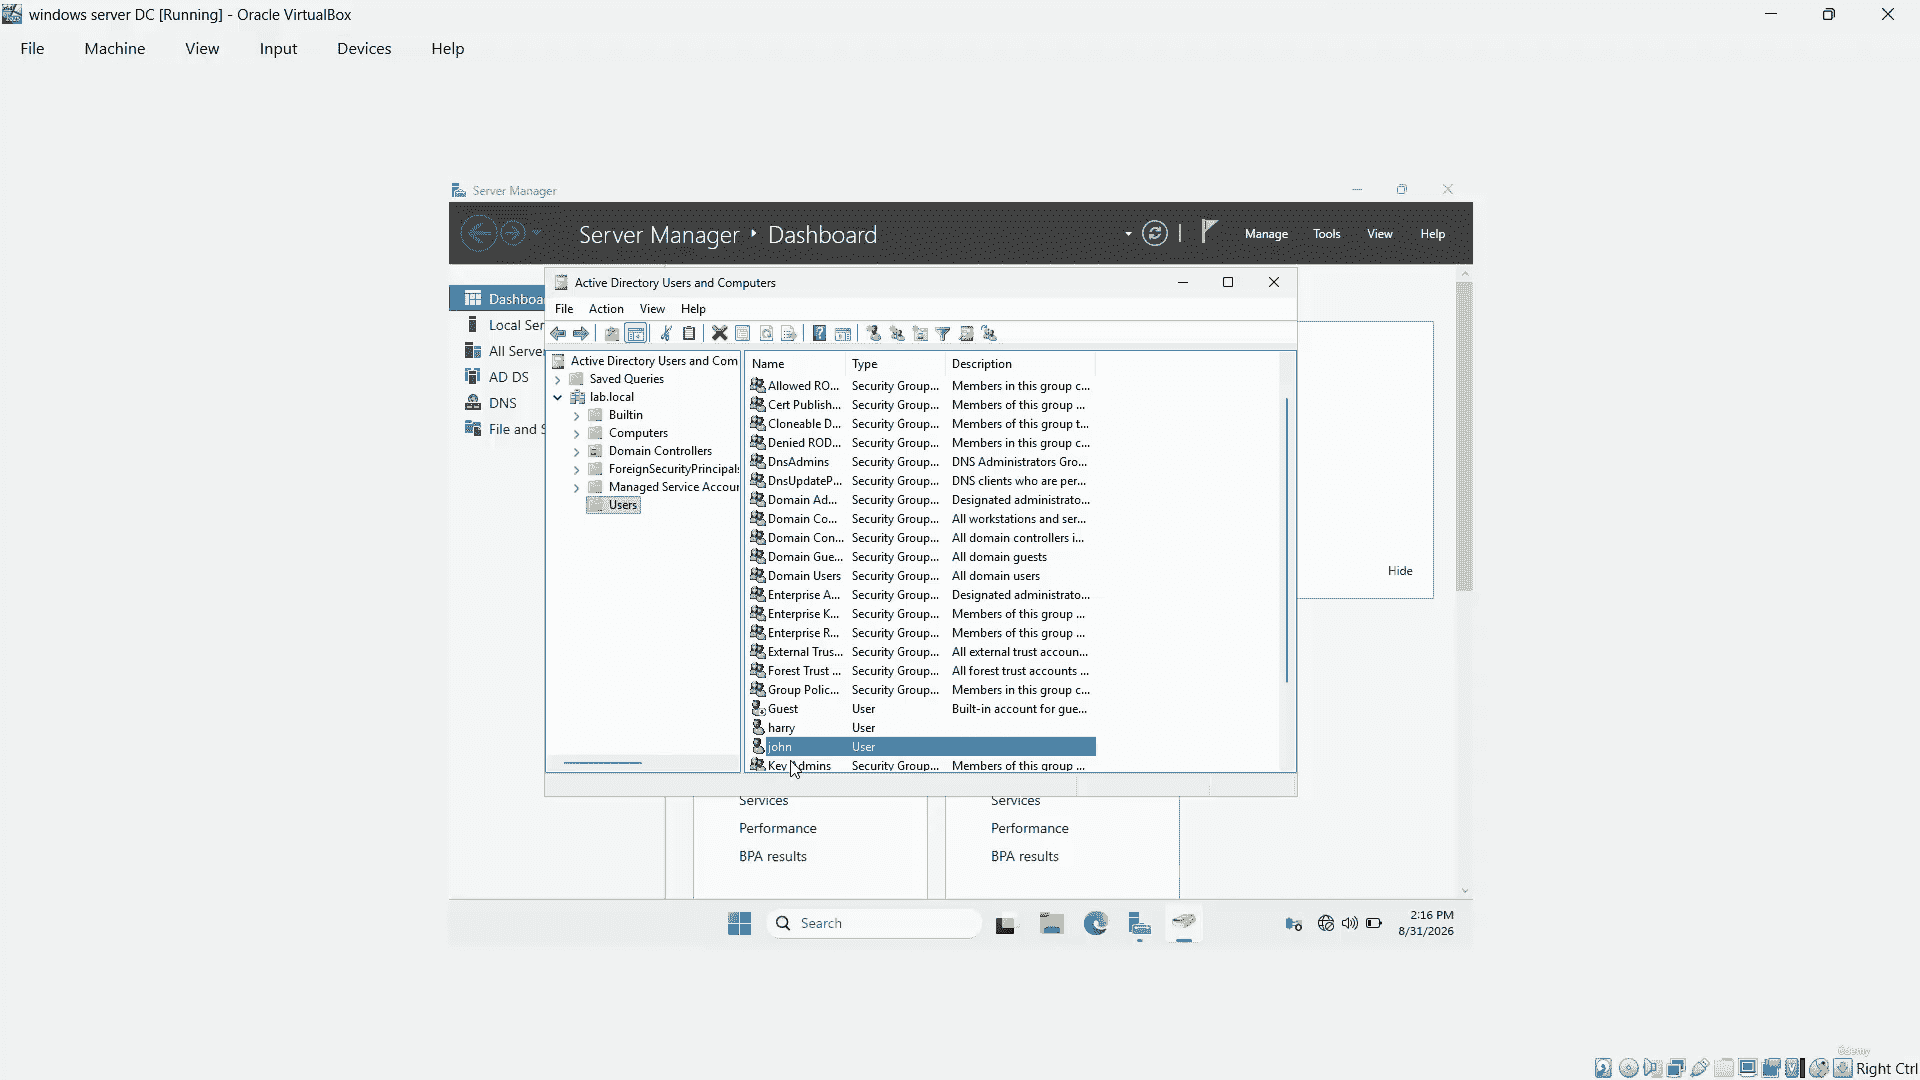 windows server DC [Running] - Oracle VirtualBox
File Machine View Input Devices Help
Server Manager
Server Manager Dashboard
Manage Tools View Help
Active Directory Users and Computers
File Action View Help
Dashboa
Local Ser
All Serve
AD DS
DNS
File and S
Active Directory Users and Com
Saved Queries
lab.local
Builtin
Computers
Domain Controllers
ForeignSecurityPrincipals
Managed Service Accour
Users
Name Type Description
Allowed RO... Security Group... Members in this group c...
Cert Publish... Security Group... Members of this group ...
Cloneable D... Security Group... Members of this group t...
Denied ROD... Security Group... Members in this group c...
DnsAdmins Security Group... DNS Administrators Gro...
DnsUpdateP... Security Group... DNS clients who are per...
Domain Ad... Security Group... Designated administrato...
Domain Co... Security Group... All workstations and ser...
Domain Con... Security Group... All domain controllers i...
Domain Gue... Security Group... All domain guests
Domain Users Security Group... All domain users
Enterprise A... Security Group... Designated administrato...
Enterprise K... Security Group... Members of this group ...
Enterprise R... Security Group... Members of this group ...
External Trus... Security Group... All external trust accoun...
Forest Trust ... Security Group... All forest trust accounts ...
Group Polic... Security Group... Members in this group c...
Guest User Built-in account for gue...
harry User
john User
Key Admins Security Group... Members of this group ...
Hide
Services Services
Performance Performance
BPA results BPA results
Search
2:16 PM
8/31/2026
Udemy
Right Ctrl